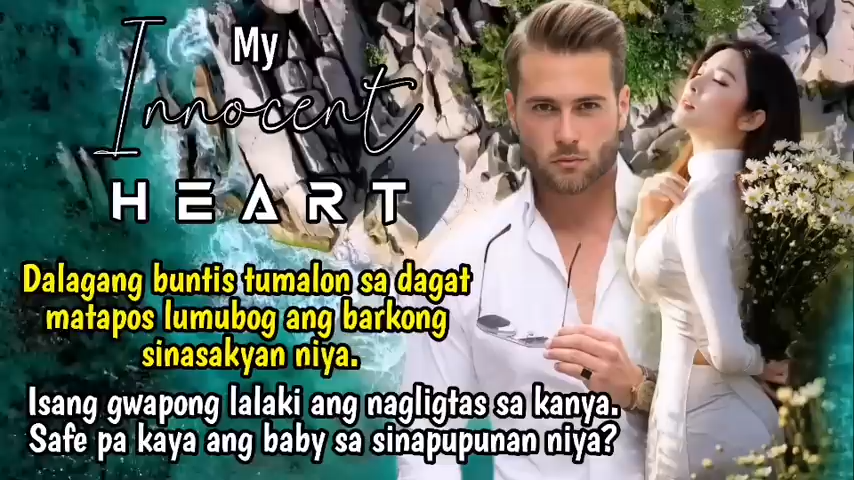 My
Innocent
HEART
Dalagang buntis tumalon sa dagat
matapos lumubog ang barkong
sinasakyan niya.
Isang gwapong lalaki ang nagligtas sa kanya.
Safe pa kaya ang baby sa sinapupunan niya?